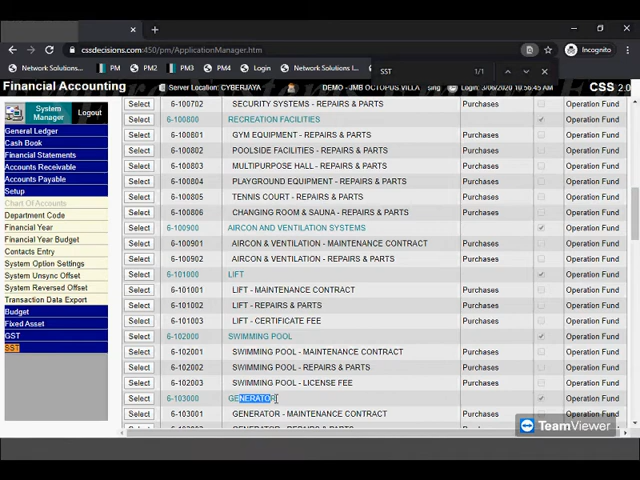 cssdecisions.com:450/pm/ApplicationManager.htm
Incognito
Network Solutions
PM
PM2
PM3
PM4
Login
Network Solutions I...
SST
1/1
Financial Accounting
Server Location: CYBERJAYA
DEMO - JMB OCTOPUS VILLA
sing
3/06/2020 10:56:45 AM
CSS 2.0
System Manager
Logout
General Ledger
Cash Book
Financial Statements
Accounts Receivable
Accounts Payable
Setup
Chart Of Accounts
Department Code
Financial Year
Financial Year Budget
Contacts Entry
System Option Settings
System Unsync Offset
System Reversed Offset
Transaction Data Export
Budget
Fixed Asset
GST
SST
Select 6-100702 SECURITY SYSTEMS - REPAIRS & PARTS Purchases Operation Fund
Select 6-100800 RECREATION FACILITIES Operation Fund
Select 6-100801 GYM EQUIPMENT - REPAIRS & PARTS Purchases Operation Fund
Select 6-100802 POOLSIDE FACILITIES - REPAIRS & PARTS Purchases Operation Fund
Select 6-100803 MULTIPURPOSE HALL - REPAIRS & PARTS Purchases Operation Fund
Select 6-100804 PLAYGROUND EQUIPMENT - REPAIRS & PARTS Purchases Operation Fund
Select 6-100805 TENNIS COURT - REPAIRS & PARTS Purchases Operation Fund
Select 6-100806 CHANGING ROOM & SAUNA - REPAIRS & PARTS Purchases Operation Fund
Select 6-100900 AIRCON AND VENTILATION SYSTEMS Operation Fund
Select 6-100901 AIRCON & VENTILATION - MAINTENANCE CONTRACT Purchases Operation Fund
Select 6-100902 AIRCON & VENTILATION - REPAIRS & PARTS Purchases Operation Fund
Select 6-101000 LIFT Operation Fund
Select 6-101001 LIFT - MAINTENANCE CONTRACT Purchases Operation Fund
Select 6-101002 LIFT - REPAIRS & PARTS Purchases Operation Fund
Select 6-101003 LIFT - CERTIFICATE FEE Purchases Operation Fund
Select 6-102000 SWIMMING POOL Operation Fund
Select 6-102001 SWIMMING POOL - MAINTENANCE CONTRACT Purchases Operation Fund
Select 6-102002 SWIMMING POOL - REPAIRS & PARTS Purchases Operation Fund
Select 6-102003 SWIMMING POOL - LICENSE FEE Purchases Operation Fund
Select 6-103000 GENERATOR Operation Fund
Select 6-103001 GENERATOR - MAINTENANCE CONTRACT Purchases Operation Fund
GENERATOR - REPAIRS & PARTS
TeamViewer